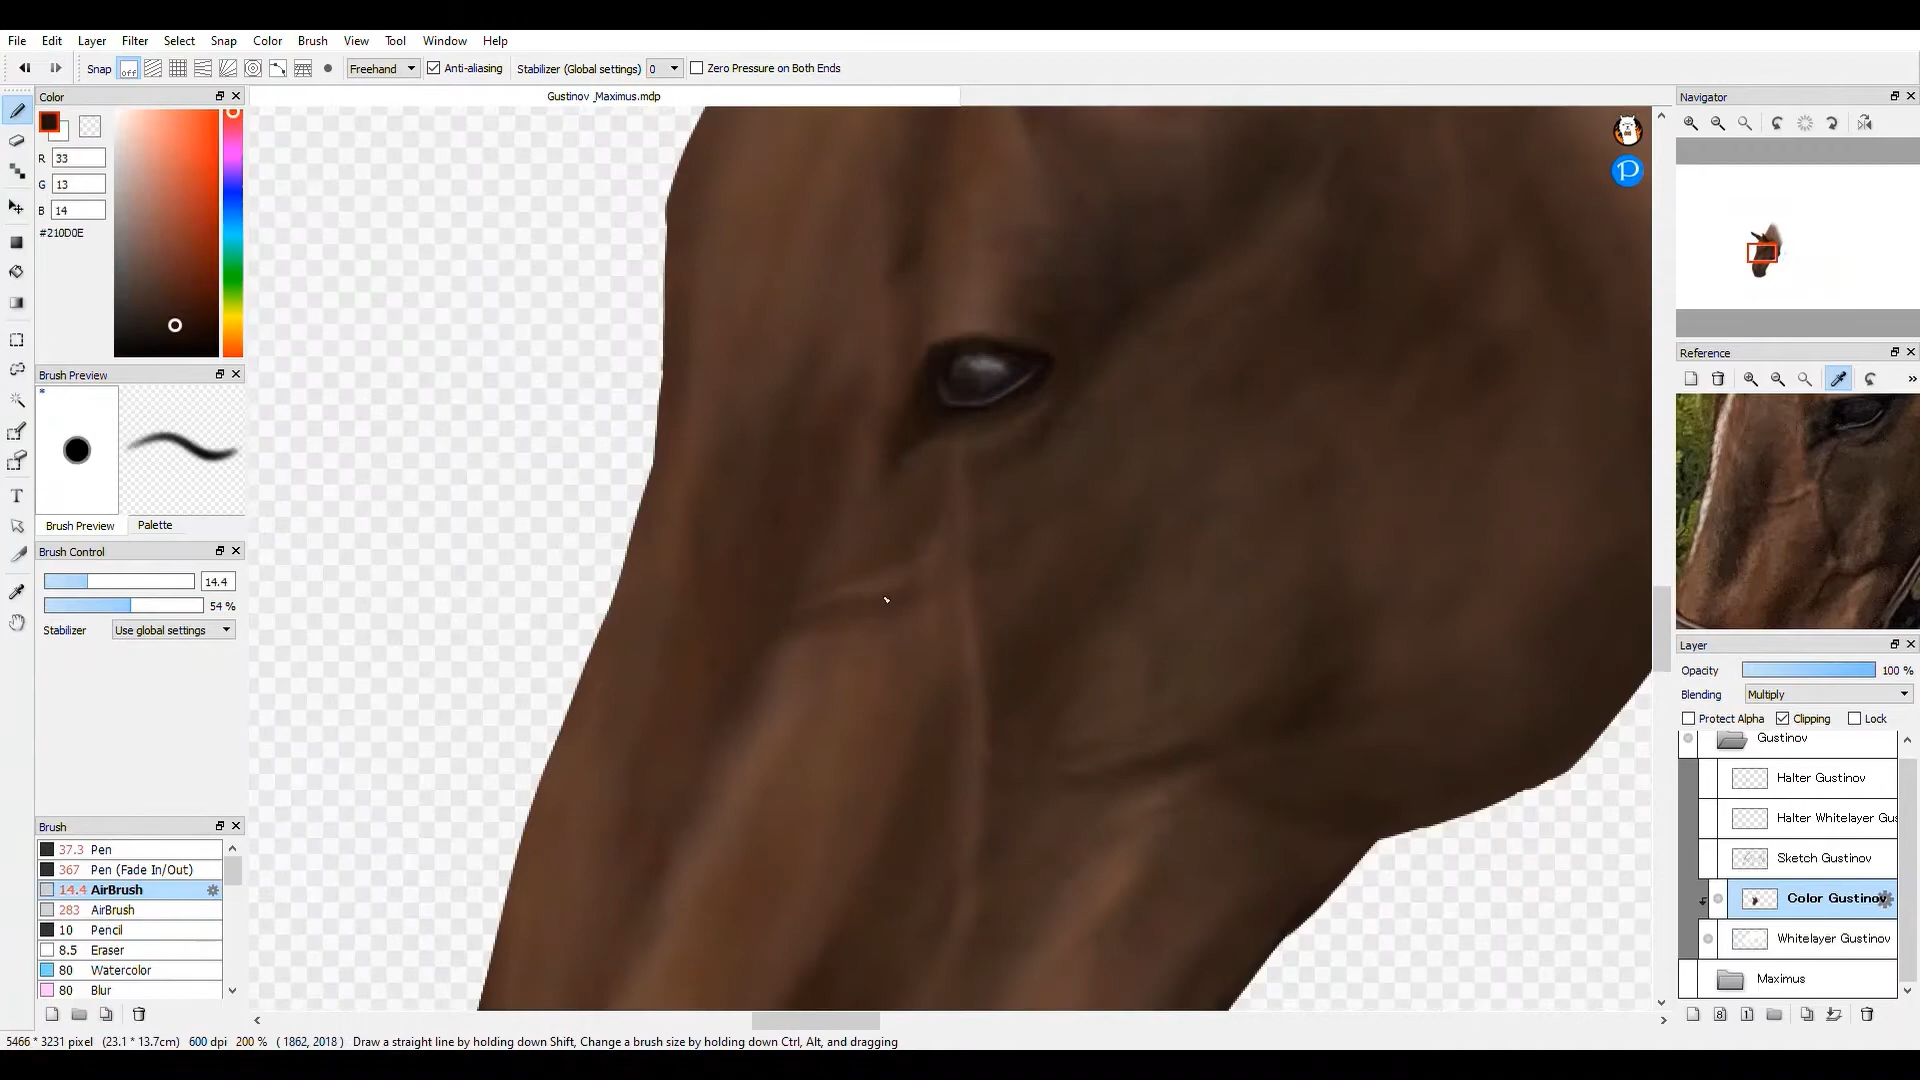 File Edit Layer Filter Select Snap Color Brush View Tool Window Help
Snap off Freehand Anti-aliasing Stabilizer (Global settings) 0 Zero Pressure on Both Ends
Color
Gustinov_Maximus.mdp
Navigator
R 33
G 13
B 14
#210D0E
P
Reference
»
Brush Preview
*
Brush Preview Palette
Brush Control
14.4
54 %
Stabilizer Use global settings
Layer
Opacity 100 %
Blending Multiply
Protect Alpha Clipping Lock
Gustinov
Halter Gustinov
Halter Whitelayer Gus
Sketch Gustinov
Color Gustinov
Whitelayer Gustinov
Maximus
Brush
37.3 Pen
367 Pen (Fade In/Out)
14.4 AirBrush
283 AirBrush
10 Pencil
8.5 Eraser
80 Watercolor
80 Blur
5466 * 3231 pixel (23.1 * 13.7cm) 600 dpi 200 % ( 1862, 2018 ) Draw a straight line by holding down Shift, Change a brush size by holding down Ctrl, Alt, and dragging